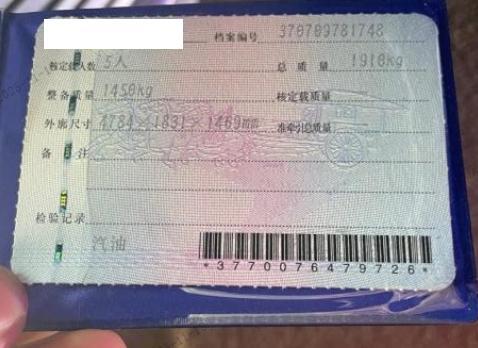 档案编号 370709781748
核定载人数 5人 总质量 1910kg
整备质量 1450kg 核定载质量
外廓尺寸 4784×1831×1469mm 准牵引总质量
备注
检验记录
汽油
*3770076479726*